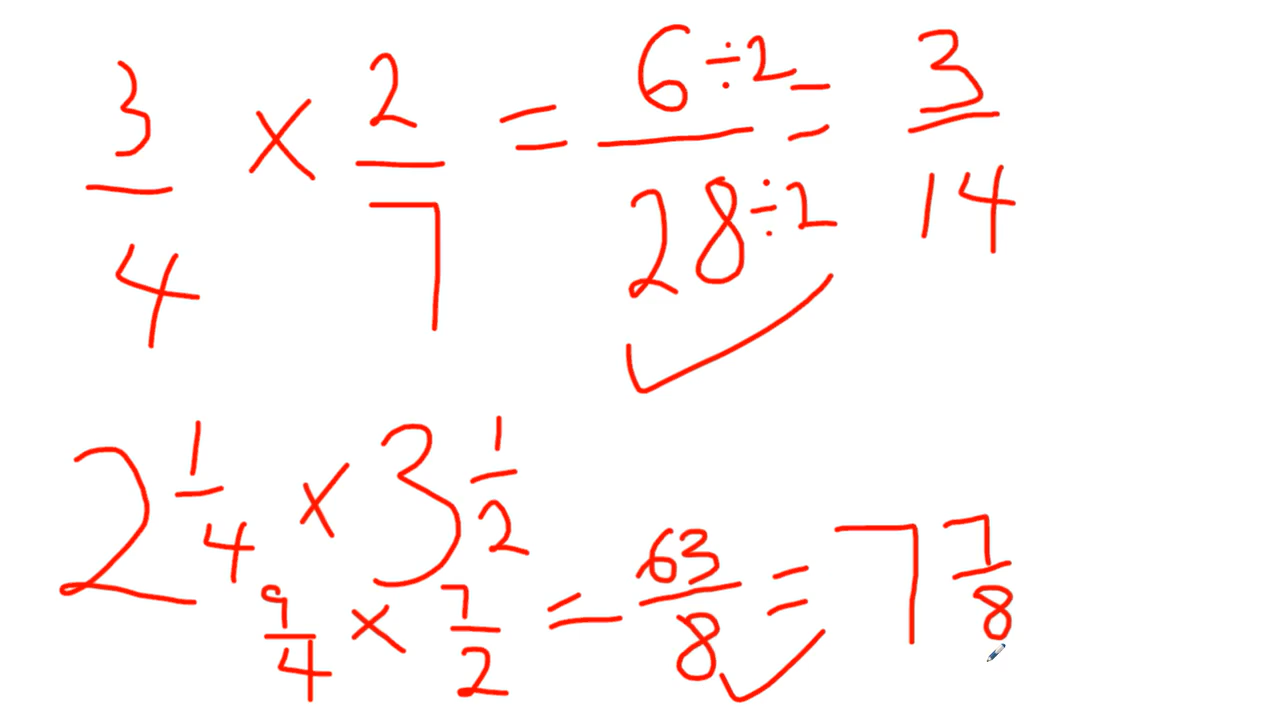 3/4 × 2/7 = 6÷2/28÷2 = 3/14
2 1/4 × 3 1/2
9/4 × 7/2 = 63/8 = 7 7/8